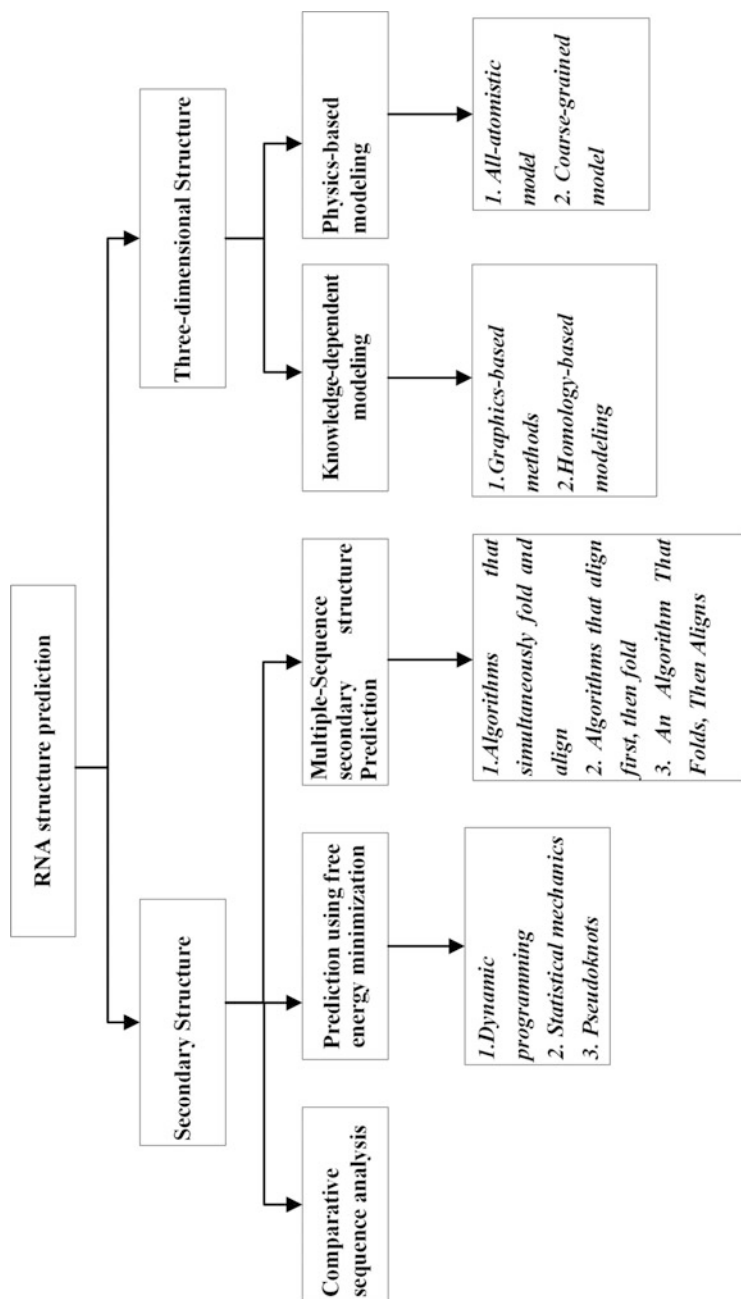 RNA structure prediction
Secondary Structure
Three-dimensional Structure
Comparative
sequence analysis
Prediction using free
energy minimization
Multiple-Sequence
secondary structure
Prediction
Knowledge-dependent
modeling
Physics-based
modeling
1.Dynamic
programming
2. Statistical mechanics
3. Pseudoknots
1.Algorithms that
simultaneously fold and
align
2. Algorithms that align
first, then fold
3. An Algorithm That
Folds, Then Aligns
1.Graphics-based
methods
2.Homology-based
modeling
1. All-atomistic
model
2. Coarse-grained
model